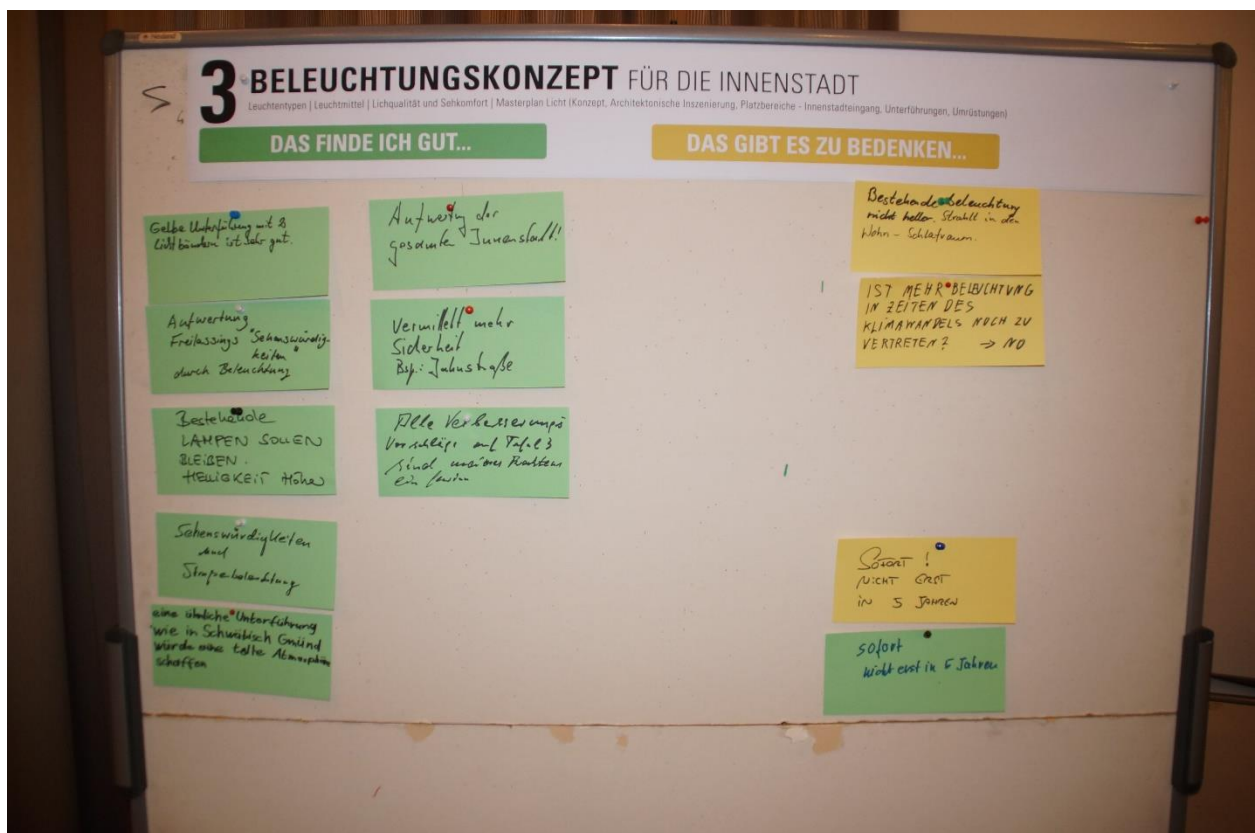 3 BELEUCHTUNGSKONZEPT FÜR DIE INNENSTADT
Leuchtentypen | Leuchtmittel | Lichqualität und Sehkomfort | Masterplan Licht (Konzept, Architektonische Inszenierung, Platzbereiche - Innenstadteingang, Unterführungen, Umrüstungen)
DAS FINDE ICH GUT...
DAS GIBT ES ZU BEDENKEN...
Gelbe Unterführung mit
Lichtbändern ist sehr gut.
Aufwertung
Freilassings "Sehenswürdig-
keiten"
durch Beleuchtung
Bestehende
LAMPEN SOLLEN
BLEIBEN.
HELLIGKEIT Höher
Sehenswürdigkeiten
und
Straßenbeleuchtung
eine ähnliche Unterführung
wie in Schwäbisch Gmünd
würde eine tolle Atmosphäre
schaffen
Aufwertung der
gesamten Innenstadt!
Vermittelt mehr
Sicherheit
Bsp.: Jahnstraße
Alle Verbesserungs
Vorschläge auf Tafel 3
sind
ein Gewinn
Bestehende Beleuchtung
nicht heller. Strahlt in den
Wohn - Schlafraum.
IST MEHR BELEUCHTUNG
IN ZEITEN DES
KLIMAWANDELS NOCH ZU
VERTRETEN? → NO
SOFORT !
NICHT ERST
IN 5 JAHREN
sofort
nicht erst in 5 Jahren